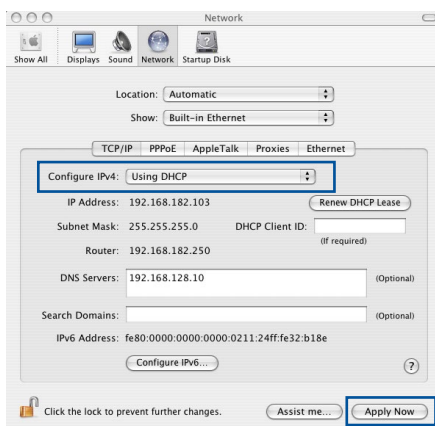 Network
Show All Displays Sound Network Startup Disk
Location: Automatic
Show: Built-in Ethernet
TCP/IP PPPoE AppleTalk Proxies Ethernet
Configure IPv4: Using DHCP
IP Address: 192.168.182.103 Renew DHCP Lease
Subnet Mask: 255.255.255.0 DHCP Client ID:
(If required)
Router: 192.168.182.250
DNS Servers: 192.168.128.10 (Optional)
Search Domains: (Optional)
IPv6 Address: fe80:0000:0000:0000:0211:24ff:fe32:b18e
Configure IPv6... ?
Click the lock to prevent further changes. Assist me... Apply Now